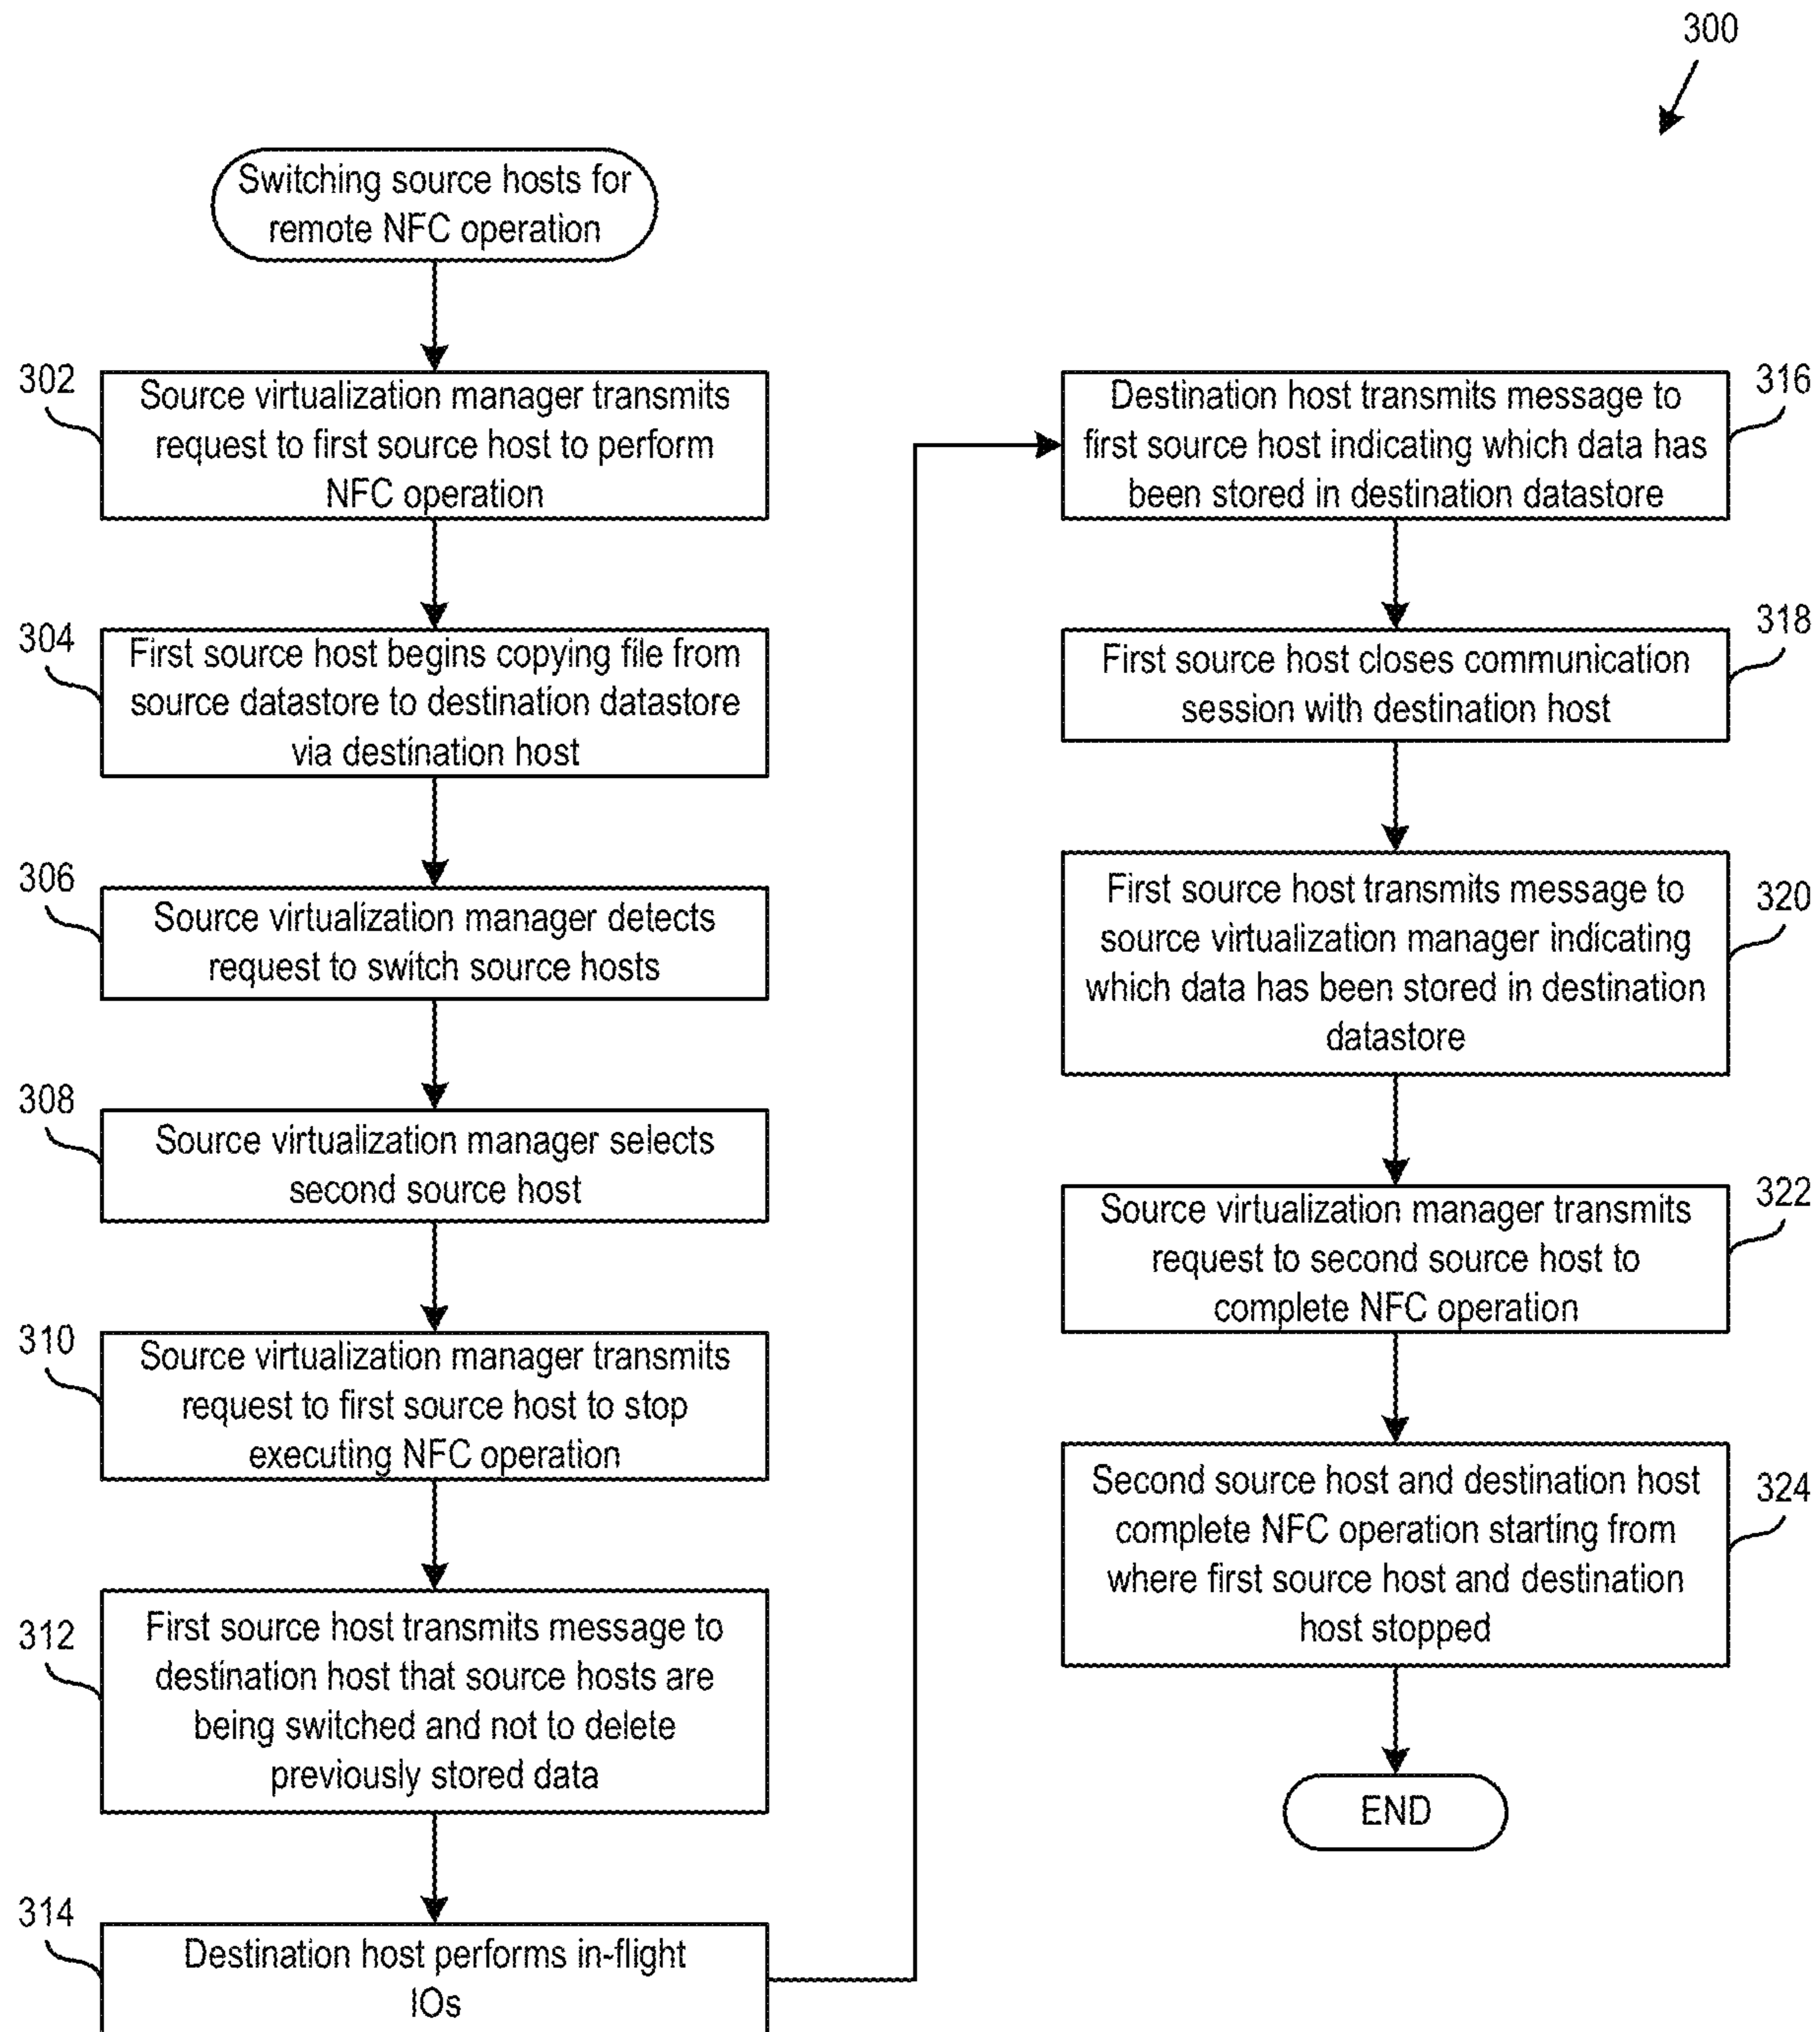 300
Switching source hosts for
remote NFC operation
302
Source virtualization manager transmits
request to first source host to perform
NFC operation
304
First source host begins copying file from
source datastore to destination datastore
via destination host
306
Source virtualization manager detects
request to switch source hosts
308
Source virtualization manager selects
second source host
310
Source virtualization manager transmits
request to first source host to stop
executing NFC operation
312
First source host transmits message to
destination host that source hosts are
being switched and not to delete
previously stored data
314
Destination host performs in-flight
IOs
316
Destination host transmits message to
first source host indicating which data has
been stored in destination datastore
318
First source host closes communication
session with destination host
320
First source host transmits message to
source virtualization manager indicating
which data has been stored in destination
datastore
322
Source virtualization manager transmits
request to second source host to
complete NFC operation
324
Second source host and destination host
complete NFC operation starting from
where first source host and destination
host stopped
END